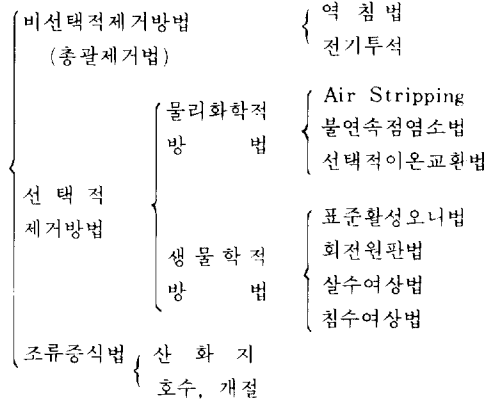 비선택적제거방법
(총괄제거법)
역 침 법
전기투석
선 택 적
제거방법
물리화학적
방 법
Air Stripping
불연속점염소법
선택적이온교환법
생 물 학 적
방 법
표준활성오니법
회전원판법
살수여상법
침수여상법
조류증식법
산 화 지
호수, 개절